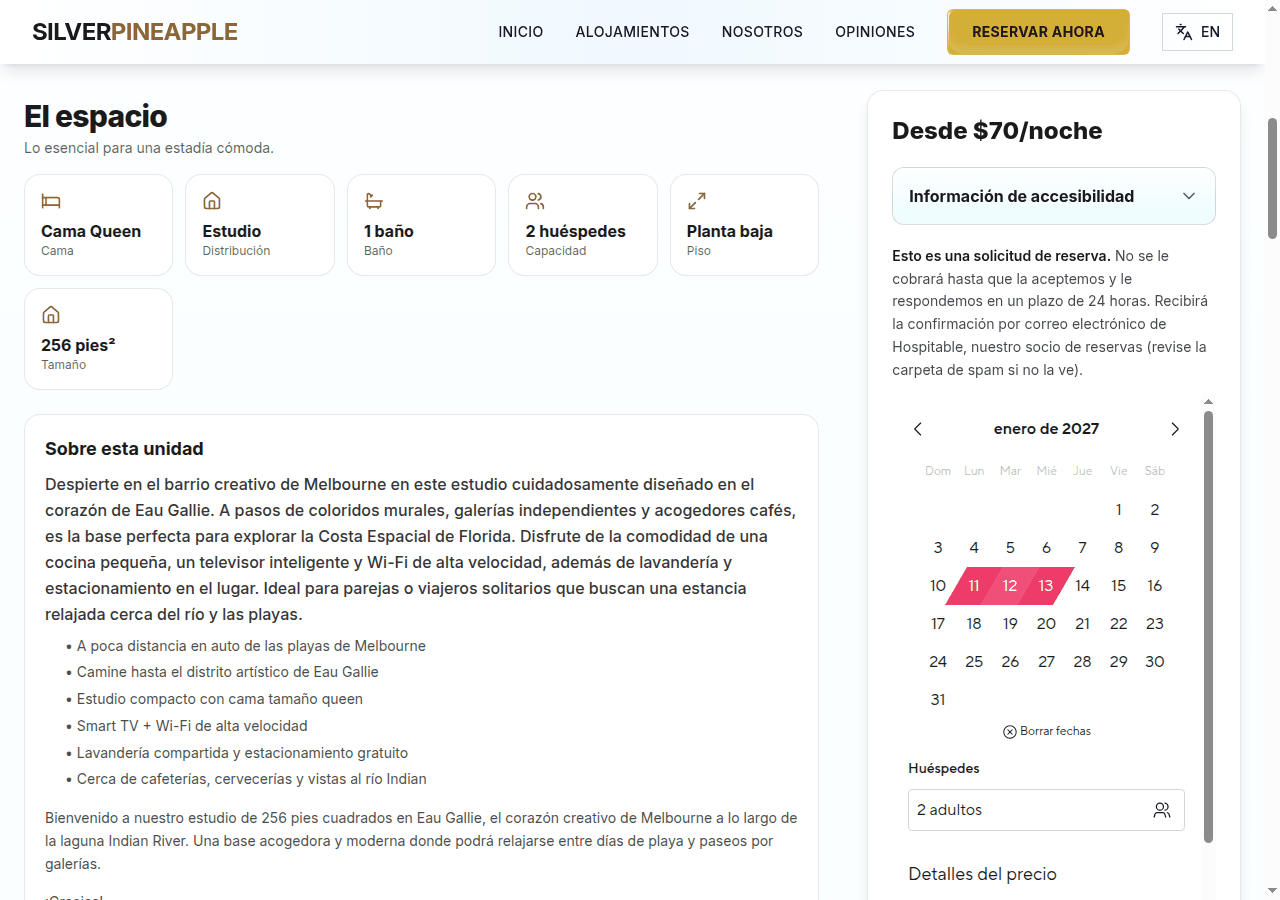 SILVERPINEAPPLE
INICIO
ALOJAMIENTOS
NOSOTROS
OPINIONES
RESERVAR AHORA
EN
El espacio
Lo esencial para una estadía cómoda.
Cama Queen
Cama
Estudio
Distribución
1 baño
Baño
2 huéspedes
Capacidad
Planta baja
Piso
256 pies²
Tamaño
Sobre esta unidad
Despierte en el barrio creativo de Melbourne en este estudio cuidadosamente diseñado en el
corazón de Eau Gallie. A pasos de coloridos murales, galerías independientes y acogedores cafés,
es la base perfecta para explorar la Costa Espacial de Florida. Disfrute de la comodidad de una
cocina pequeña, un televisor inteligente y Wi-Fi de alta velocidad, además de lavandería y
estacionamiento en el lugar. Ideal para parejas o viajeros solitarios que buscan una estancia
relajada cerca del río y las playas.
• A poca distancia en auto de las playas de Melbourne
• Camine hasta el distrito artístico de Eau Gallie
• Estudio compacto con cama tamaño queen
• Smart TV + Wi-Fi de alta velocidad
• Lavandería compartida y estacionamiento gratuito
• Cerca de cafeterías, cervecerías y vistas al río Indian
Bienvenido a nuestro estudio de 256 pies cuadrados en Eau Gallie, el corazón creativo de Melbourne a lo largo de
la laguna Indian River. Una base acogedora y moderna donde podrá relajarse entre días de playa y paseos por
galerías.
Desde $70/noche
Información de accesibilidad
Esto es una solicitud de reserva. No se le
cobrará hasta que la aceptemos y le
respondemos en un plazo de 24 horas. Recibirá
la confirmación por correo electrónico de
Hospitable, nuestro socio de reservas (revise la
carpeta de spam si no la ve).
enero de 2027
Dom Lun Mar Mié Jue Vie Sáb
1 2
3 4 5 6 7 8 9
10 11 12 13 14 15 16
17 18 19 20 21 22 23
24 25 26 27 28 29 30
31
Borrar fechas
Huéspedes
2 adultos
Detalles del precio